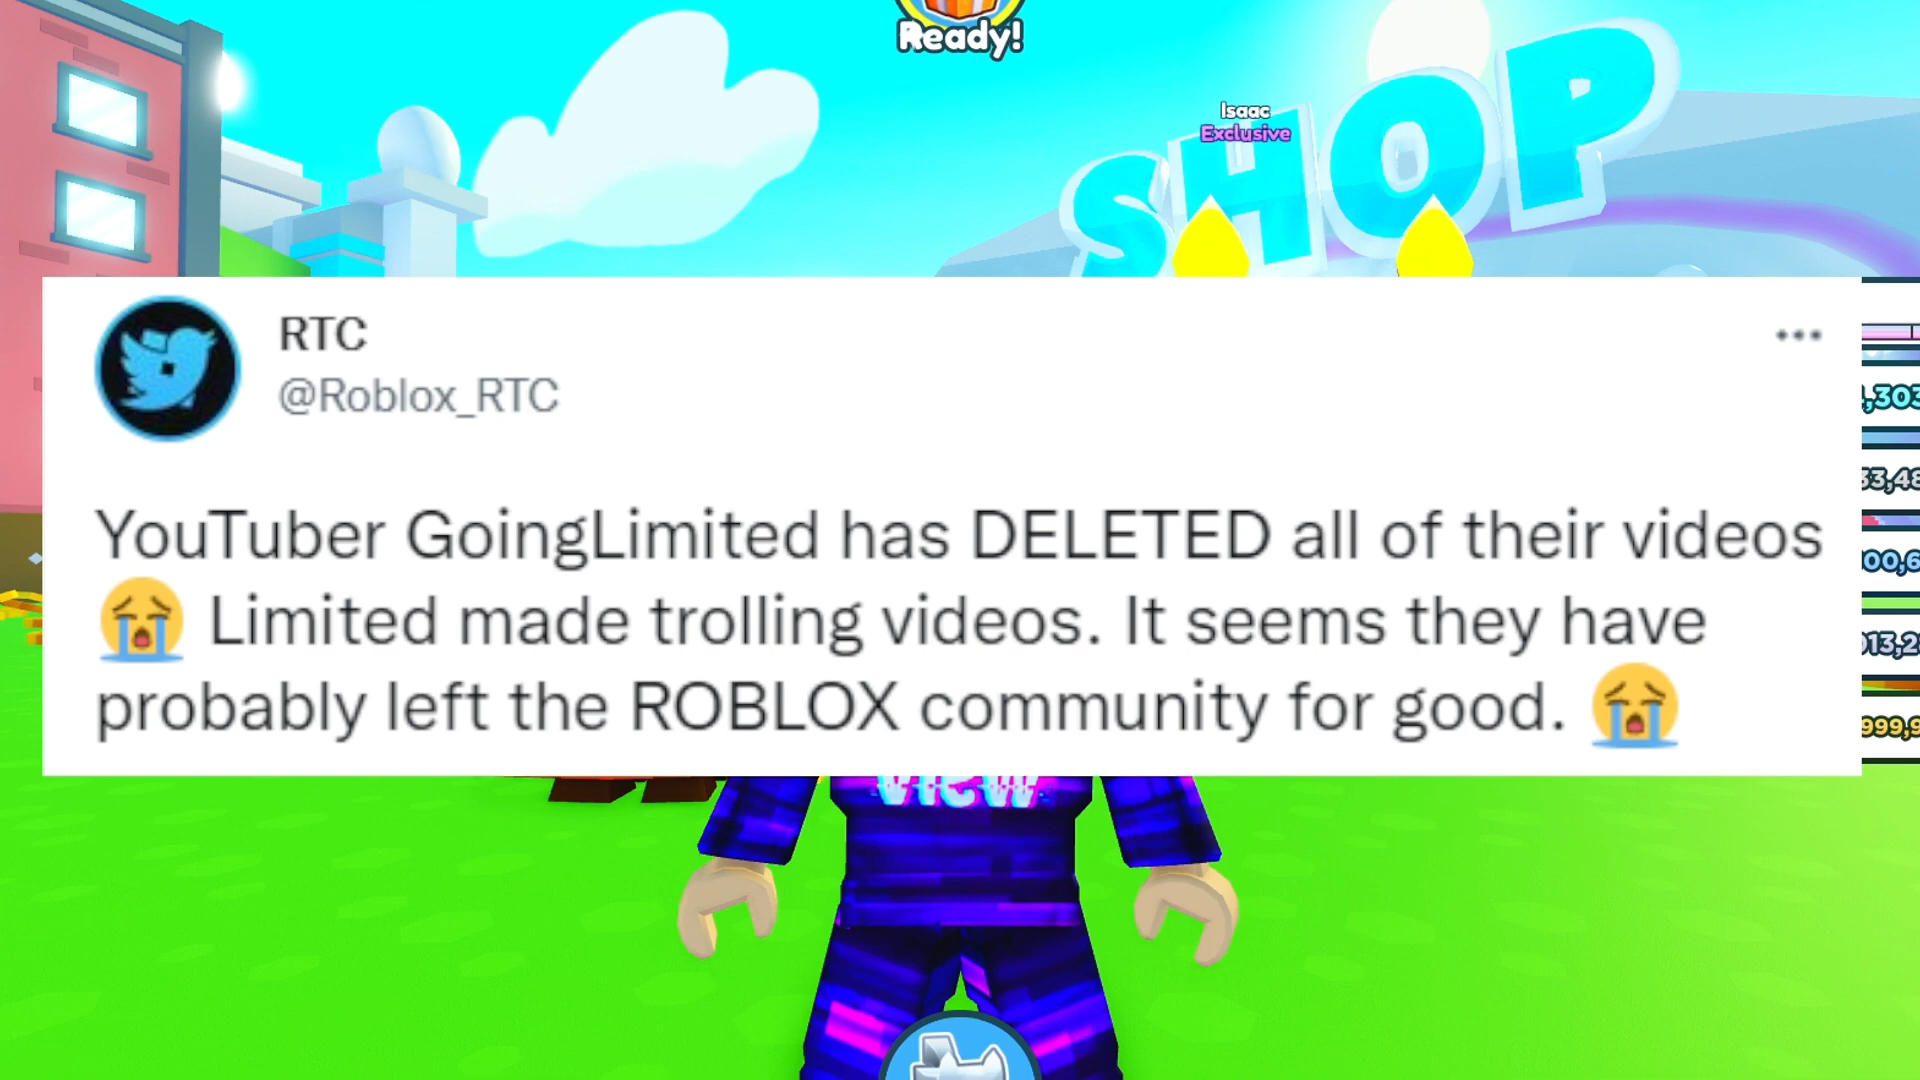 Ready!
SHOP
Isaac
Exclusive
RTC
@Roblox_RTC
YouTuber GoingLimited has DELETED all of their videos
😭 Limited made trolling videos. It seems they have
probably left the ROBLOX community for good. 😭
view